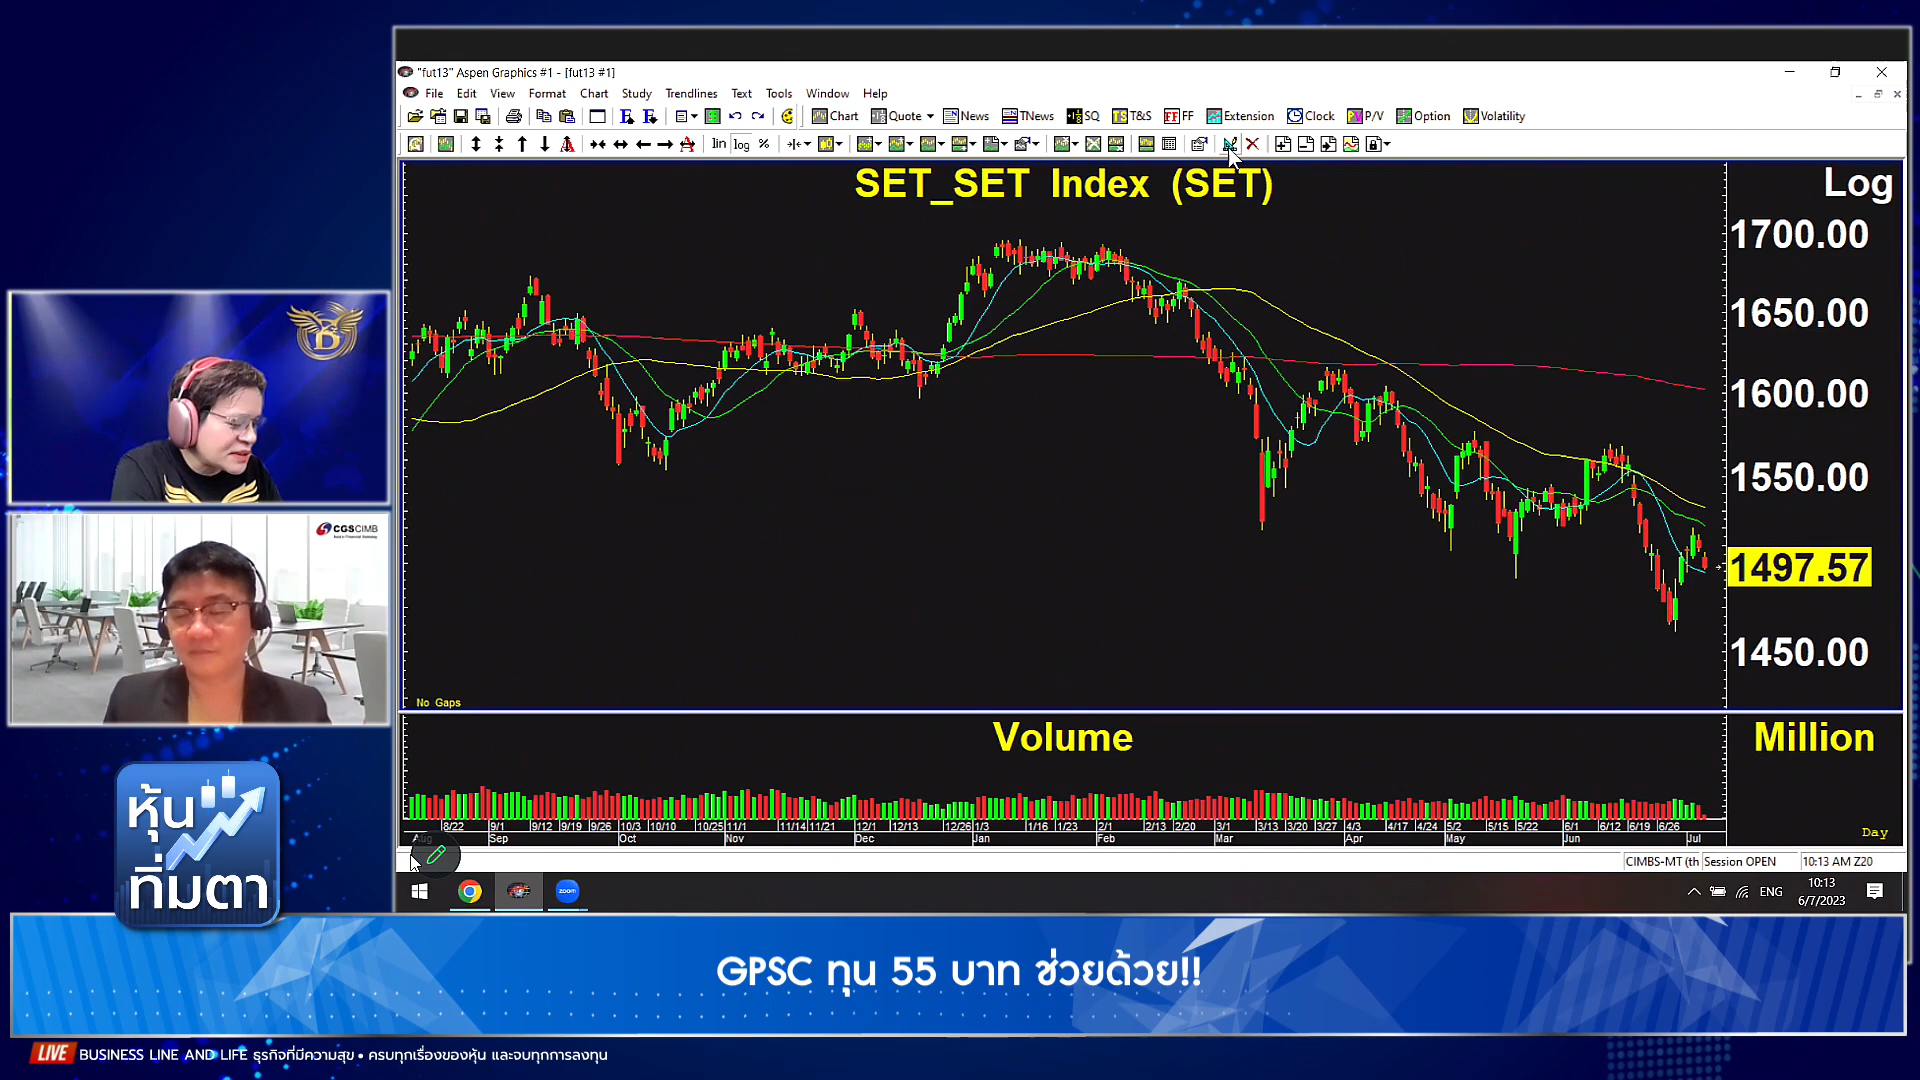 "fut13" Aspen Graphics #1 - [fut13 #1]
File Edit View Format Chart Study Trendlines Text Tools Window Help
Chart Quote News TNews SQ T&S FF Extension Clock P/V Option Volatility
lin log %
SET_SET Index (SET)
Log
1700.00
1650.00
1600.00
1550.00
1497.57
1450.00
No Gaps
Volume
Million
8/22 9/1 9/12 9/19 9/26 10/3 10/10 10/25 11/1 11/14 11/21 12/1 12/13 12/26 1/3 1/16 1/23 2/1 2/13 2/20 3/1 3/13 3/20 3/27 4/3 4/17 4/24 5/2 5/15 5/22 6/1 6/12 6/19 6/26
Aug Sep Oct Nov Dec Jan Feb Mar Apr May Jun Jul
Day
CIMBS-MT (th Session OPEN 10:13 AM Z20
zoom
ENG
10:13
6/7/2023
B
CGS CIMB
หุ้น
ทิ่มตา
GPSC ทุน 55 บาท ช่วยด้วย!!
LIVE BUSINESS LINE AND LIFE ธุรกิจที่มีความสุข • ครบทุกเรื่องของหุ้น และจบทุกการลงทุน